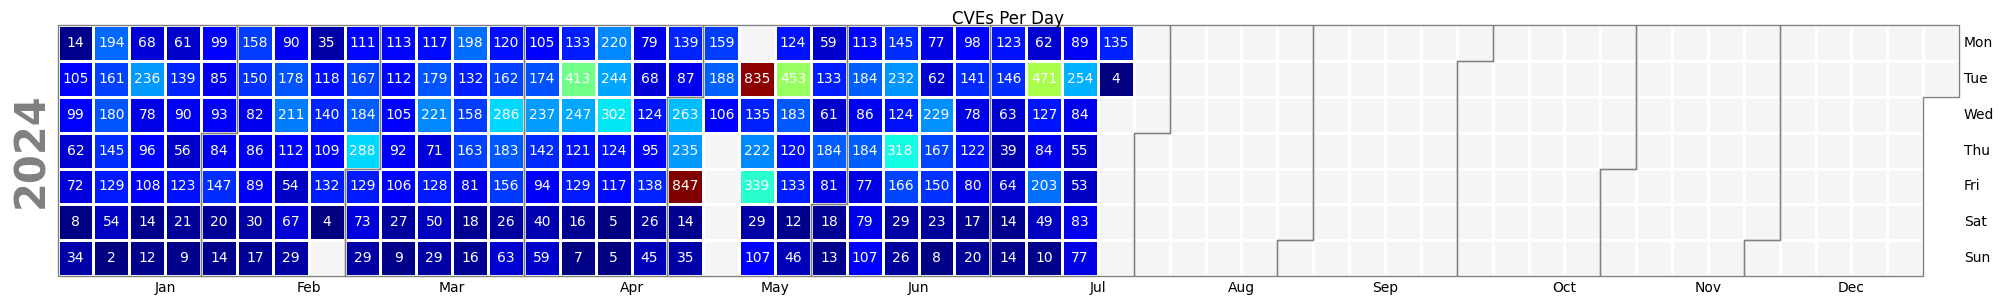 CVEs Per Day
14 194 68 61 99 158 90 35 111 113 117 198 120 105 133 220 79 139 159 124 59 113 145 77 98 123 62 89 135 Mon
105 161 236 139 85 150 178 118 167 112 179 132 162 174 413 244 68 87 188 835 453 133 184 232 62 141 146 471 254 4 Tue
99 180 78 90 93 82 211 140 184 105 221 158 286 237 247 302 124 263 106 135 183 61 86 124 229 78 63 127 84 Wed
62 145 96 56 84 86 112 109 288 92 71 163 183 142 121 124 95 235 222 120 184 184 318 167 122 39 84 55 Thu
72 129 108 123 147 89 54 132 129 106 128 81 156 94 129 117 138 847 339 133 81 77 166 150 80 64 203 53 Fri
8 54 14 21 20 30 67 4 73 27 50 18 26 40 16 5 26 14 29 12 18 79 29 23 17 14 49 83 Sat
34 2 12 9 14 17 29 29 9 29 16 63 59 7 5 45 35 107 46 13 107 26 8 20 14 10 77 Sun
Jan Feb Mar Apr May Jun Jul Aug Sep Oct Nov Dec
2024